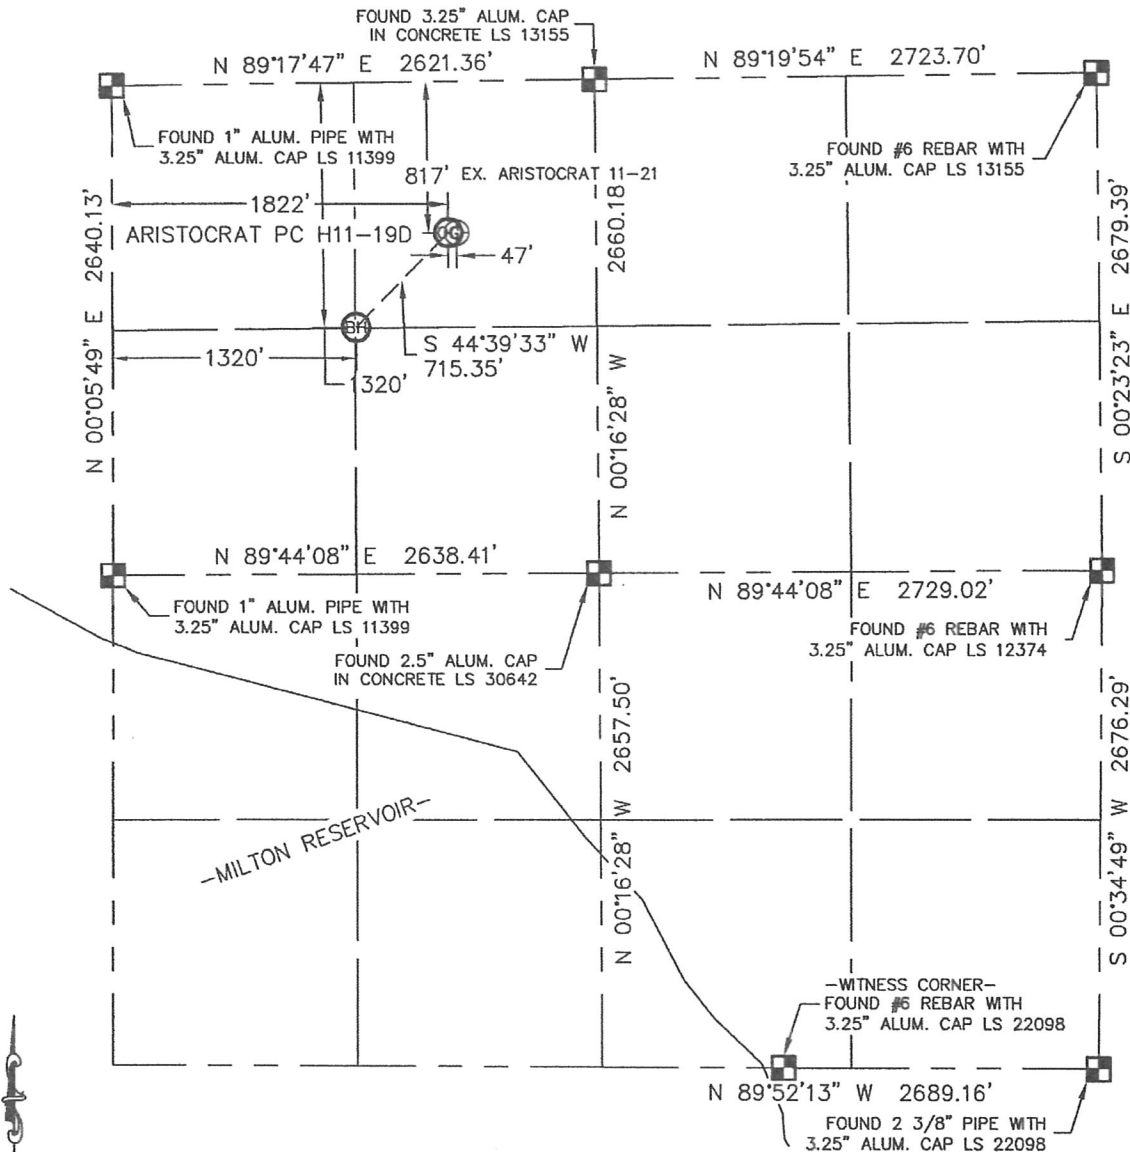 FOUND 3.25" ALUM. CAP
IN CONCRETE LS 13155
N 89°17'47" E 2621.36'
N 89°19'54" E 2723.70'
FOUND 1" ALUM. PIPE WITH
3.25" ALUM. CAP LS 11399
FOUND #6 REBAR WITH
3.25" ALUM. CAP LS 13155
817' EX. ARISTOCRAT 11-21
1822'
ARISTOCRAT PC H11-19D
47'
N 00°05'49" E 2640.13'
N 00°16'28" W 2660.18'
S 00°23'23" E 2679.39'
BH
S 44°39'33" W
715.35'
1320'
1320'
N 89°44'08" E 2638.41'
N 89°44'08" E 2729.02'
FOUND 1" ALUM. PIPE WITH
3.25" ALUM. CAP LS 11399
FOUND #6 REBAR WITH
3.25" ALUM. CAP LS 12374
FOUND 2.5" ALUM. CAP
IN CONCRETE LS 30642
N 00°16'28" W 2657.50'
S 00°34'49" W 2676.29'
-MILTON RESERVOIR-
-WITNESS CORNER-
FOUND #6 REBAR WITH
3.25" ALUM. CAP LS 22098
N 89°52'13" W 2689.16'
FOUND 2 3/8" PIPE WITH
3.25" ALUM. CAP LS 22098